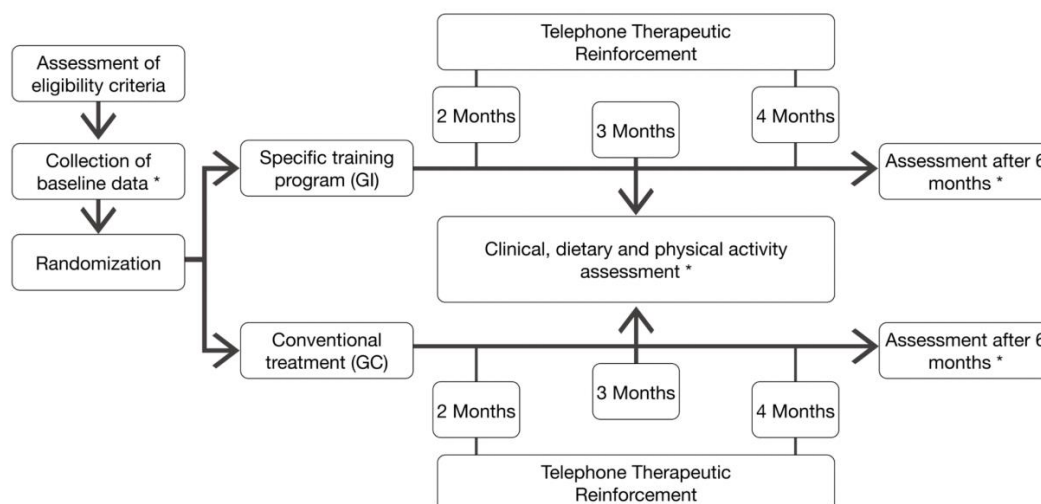 Assessment of
eligibility criteria
Collection of
baseline data *
Randomization
Telephone Therapeutic
Reinforcement
2 Months
3 Months
4 Months
Specific training
program (GI)
Assessment after 6
months *
Clinical, dietary and physical activity
assessment *
Conventional
treatment (GC)
Assessment after 6
months *
2 Months
3 Months
4 Months
Telephone Therapeutic
Reinforcement